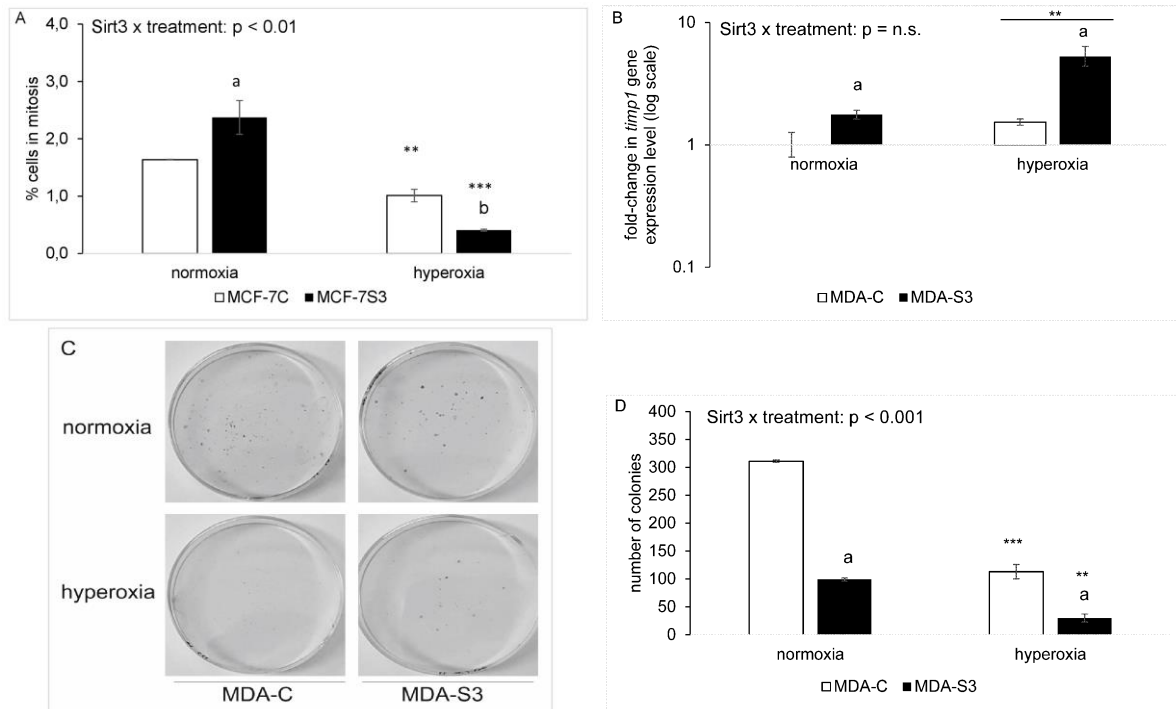 A
Sirt3 x treatment: p < 0.01
4,0
3,0
2,0
1,0
0,0
% cells in mitosis
a
**
***
b
normoxia
hyperoxia
MCF-7C
MCF-7S3
B
Sirt3 x treatment: p = n.s.
10
1
0.1
fold-change in timp1 gene
expression level (log scale)
a
**
a
normoxia
hyperoxia
MDA-C
MDA-S3
C
normoxia
hyperoxia
MDA-C
MDA-S3
D
Sirt3 x treatment: p < 0.001
400
350
300
250
200
150
100
50
0
number of colonies
a
***
**
a
normoxia
hyperoxia
MDA-C
MDA-S3